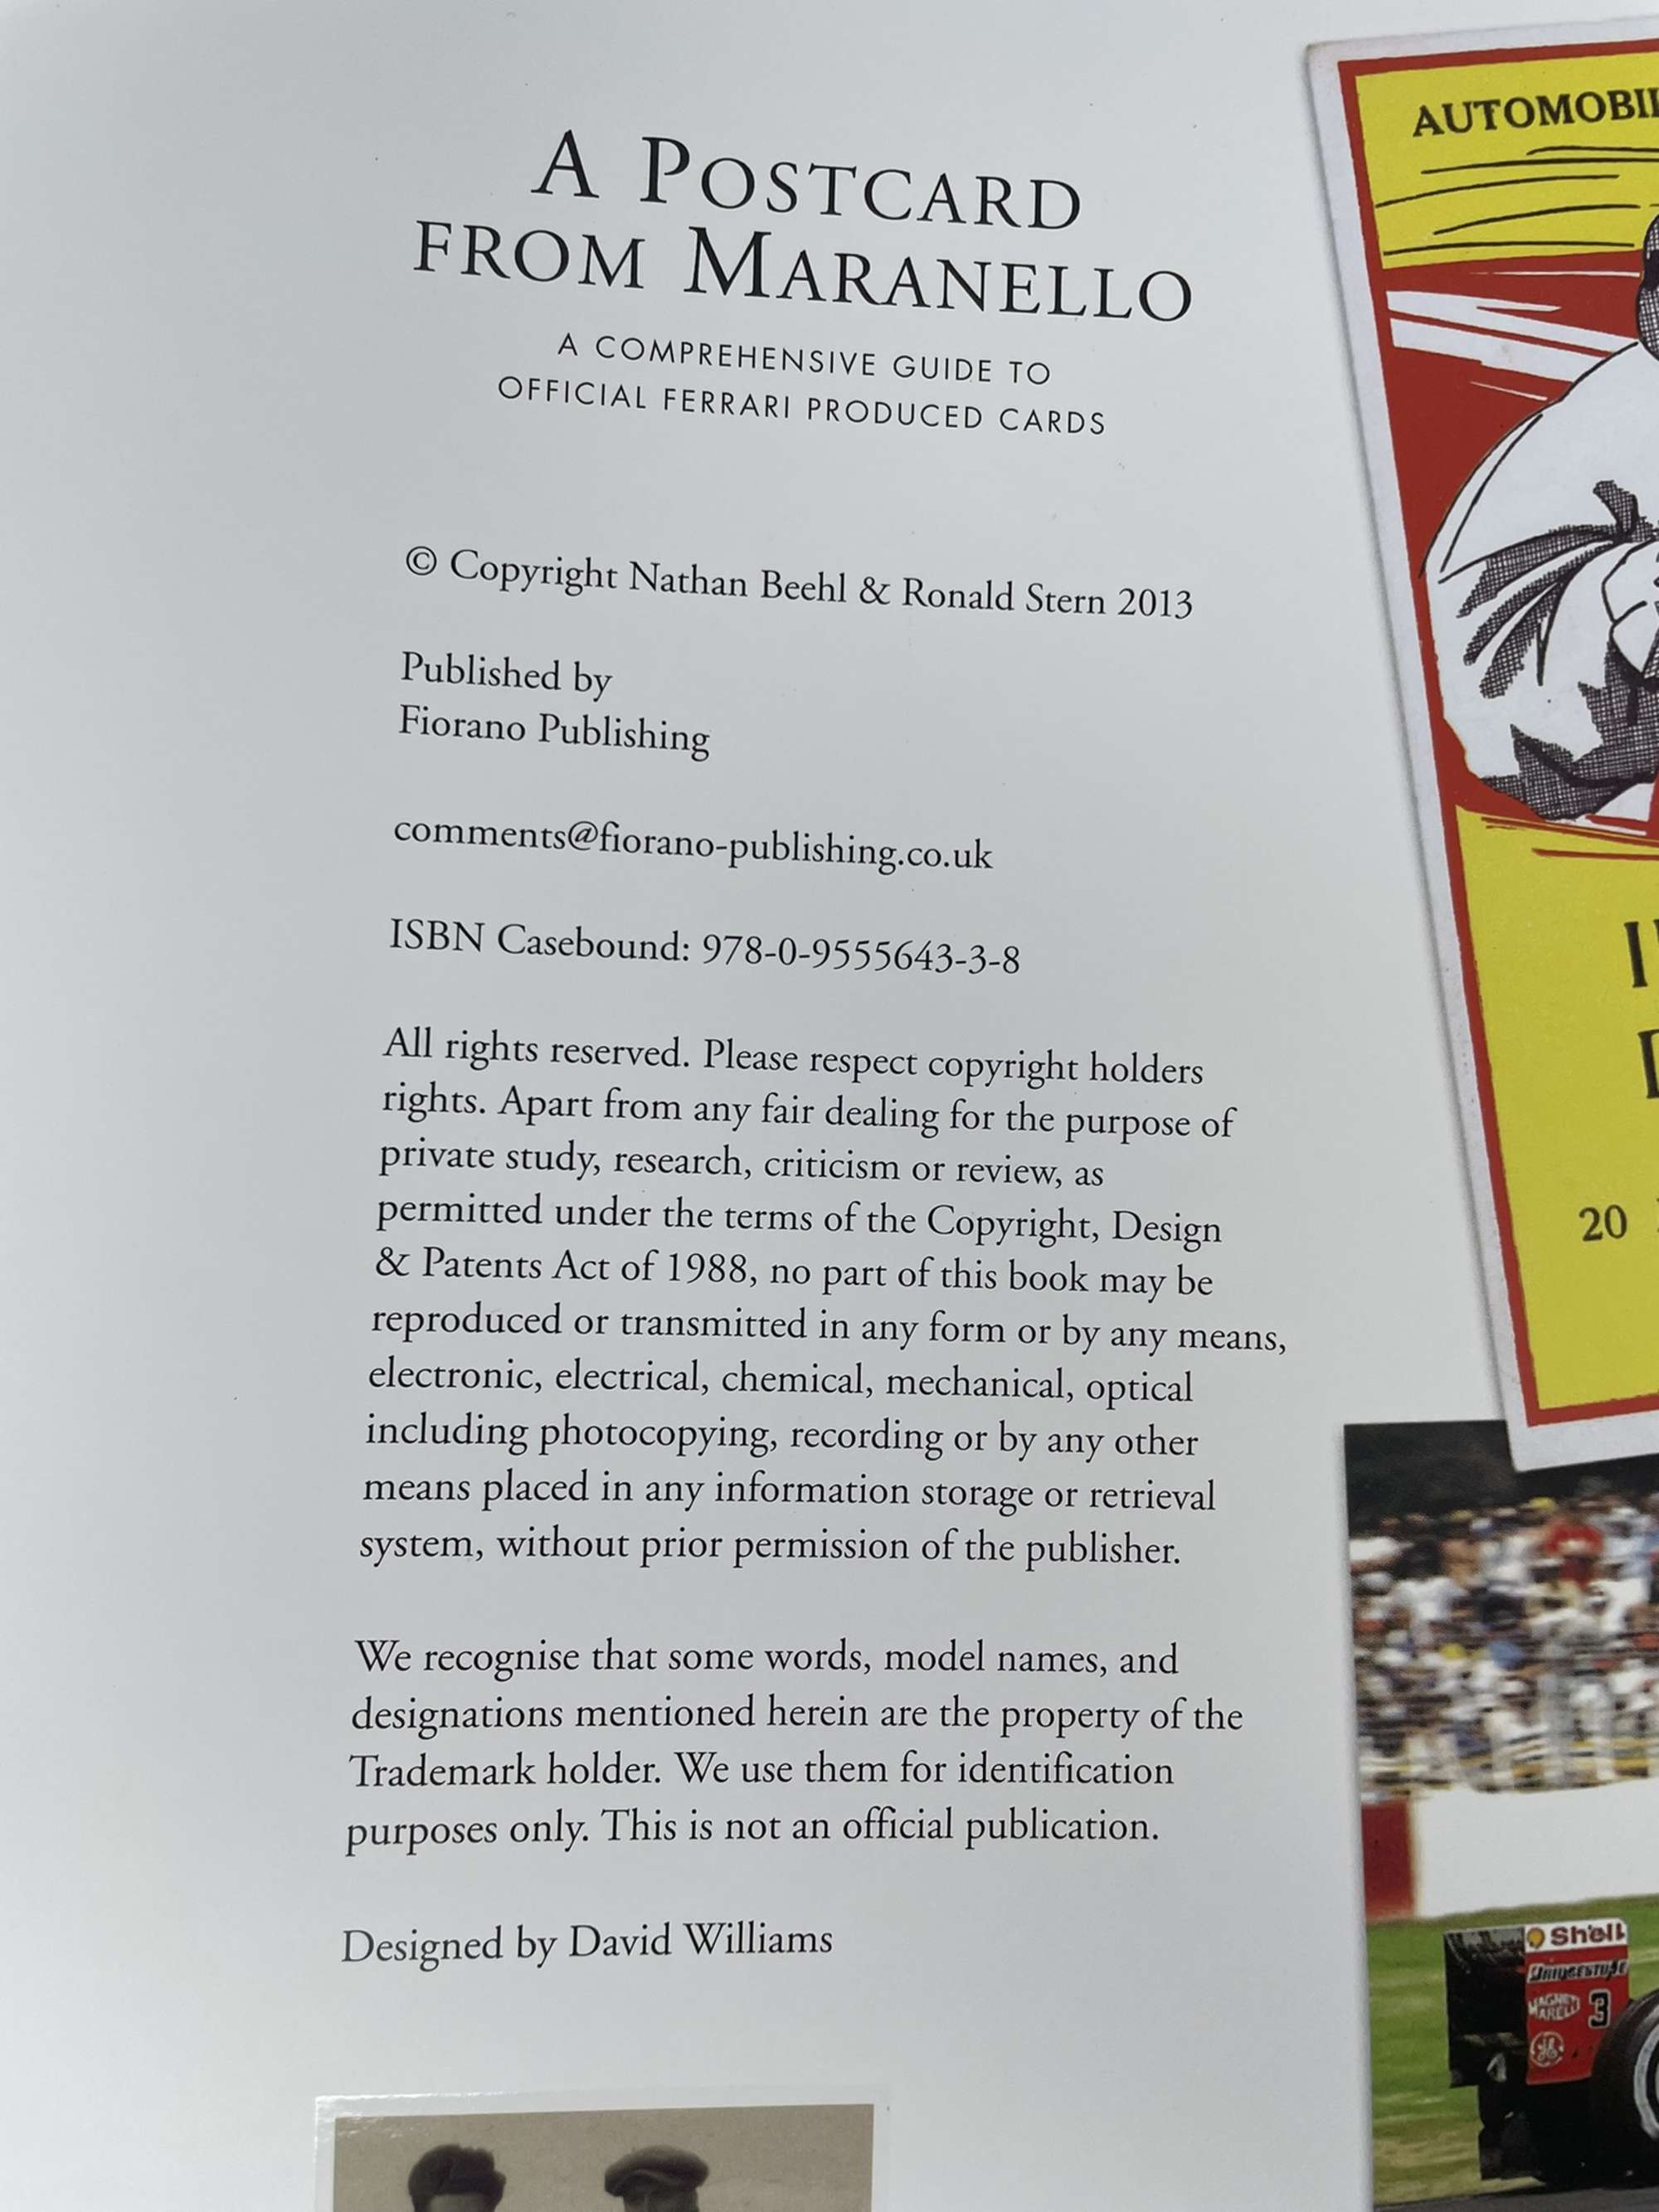 A Postcard
from Maranello
A COMPREHENSIVE GUIDE TO
OFFICIAL FERRARI PRODUCED CARDS
© Copyright Nathan Beehl & Ronald Stern 2013
Published by
Fiorano Publishing
comments@fiorano-publishing.co.uk
ISBN Casebound: 978-0-9555643-3-8
All rights reserved. Please respect copyright holders
rights. Apart from any fair dealing for the purpose of
private study, research, criticism or review, as
permitted under the terms of the Copyright, Design
& Patents Act of 1988, no part of this book may be
reproduced or transmitted in any form or by any means,
electronic, electrical, chemical, mechanical, optical
including photocopying, recording or by any other
means placed in any information storage or retrieval
system, without prior permission of the publisher.
We recognise that some words, model names, and
designations mentioned herein are the property of the
Trademark holder. We use them for identification
purposes only. This is not an official publication.
Designed by David Williams
AUTOMOBIL
20
Shell
BRIDGESTONE
MAGNETI
MARELLI
3